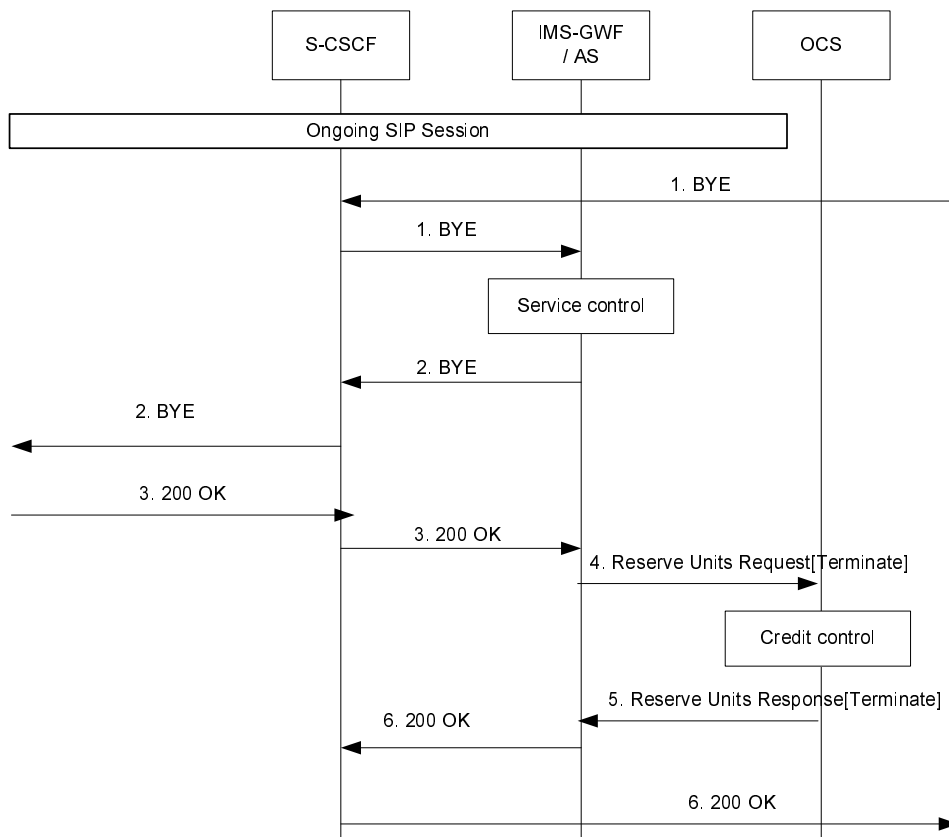 S-CSCF
IMS-GWF
/ AS
OCS
Ongoing SIP Session
1. BYE
1. BYE
Service control
2. BYE
2. BYE
3. 200 OK
3. 200 OK
4. Reserve Units Request[Terminate]
Credit control
5. Reserve Units Response[Terminate]
6. 200 OK
6. 200 OK